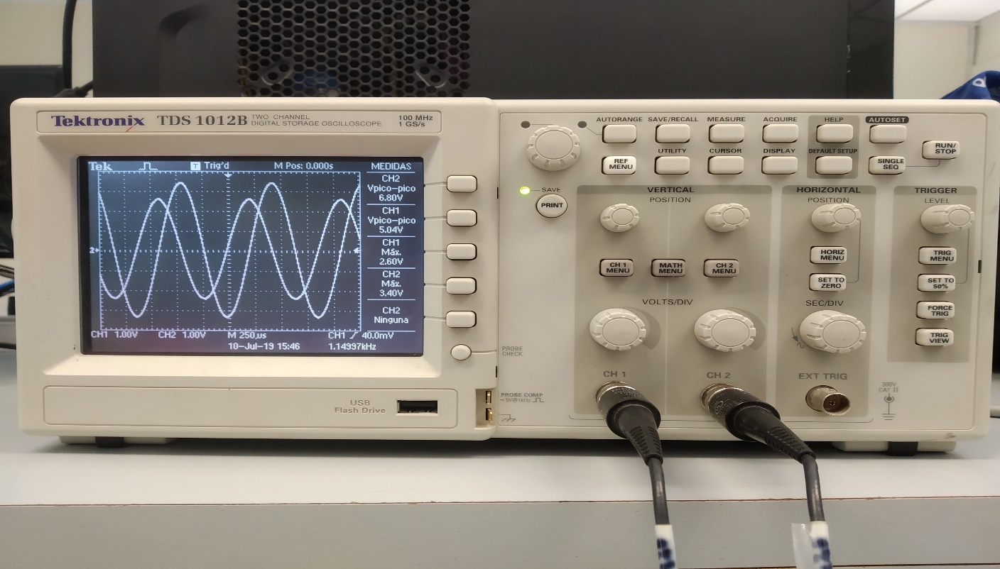 Tektronix TDS 1012B TWO CHANNEL DIGITAL STORAGE OSCILLOSCOPE 100 MHz 1 GS/s
Tek T Trig'd M Pos: 0.000s MEDIDAS
CH2
Vpico-pico
6.80V
CH1
Vpico-pico
5.04V
CH1
Máx.
2.60V
CH2
Máx.
3.40V
CH2
Ninguna
2
CH1 1.00V CH2 1.00V M 250µs CH1 40.0mV
10-Jul-19 15:46 1.14997kHz
USB
Flash Drive
PROBE
CHECK
PROBE COMP
~5V@1kHz
AUTORANGE SAVE/RECALL MEASURE ACQUIRE HELP AUTOSET
REF MENU UTILITY CURSOR DISPLAY DEFAULT SETUP SINGLE SEQ RUN/STOP
SAVE
PRINT
VERTICAL
POSITION
CH 1 MENU MATH MENU CH 2 MENU
VOLTS/DIV
CH 1 CH 2
HORIZONTAL
POSITION
HORIZ MENU
SET TO ZERO
SEC/DIV
EXT TRIG
TRIGGER
LEVEL
TRIG MENU
SET TO 50%
FORCE TRIG
TRIG VIEW
300V
CAT II